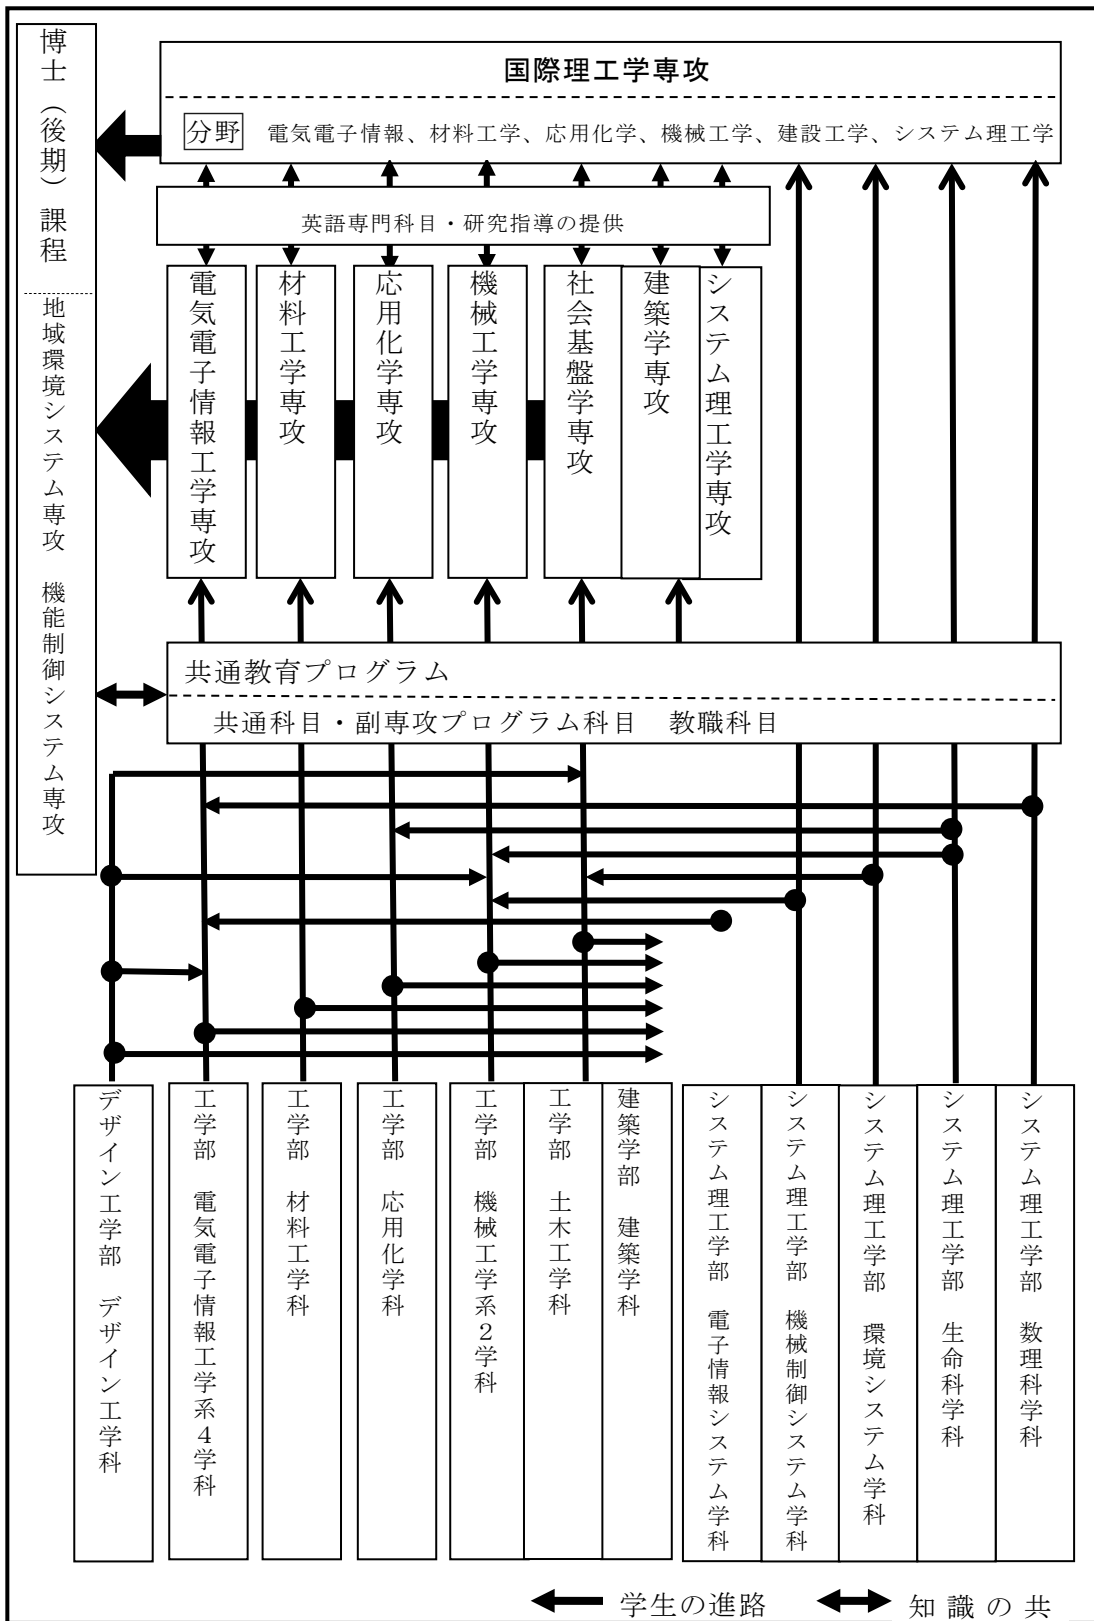 博士（後期）課程
地域環境システム専攻　機能制御システム専攻
国際理工学専攻
分野　電気電子情報、材料工学、応用化学、機械工学、建設工学、システム理工学
英語専門科目・研究指導の提供
電気電子情報工学専攻
材料工学専攻
応用化学専攻
機械工学専攻
社会基盤学専攻
建築学専攻
システム理工学専攻
共通教育プログラム
共通科目・副専攻プログラム科目　教職科目
デザイン工学部　デザイン工学科
工学部　電気電子情報工学系４学科
工学部　材料工学科
工学部　応用化学科
工学部　機械工学系２学科
工学部　土木工学科
建築学部　建築学科
システム理工学部　電子情報システム学科
システム理工学部　機械制御システム学科
システム理工学部　環境システム学科
システム理工学部　生命科学科
システム理工学部　数理科学科
学生の進路　知識の共